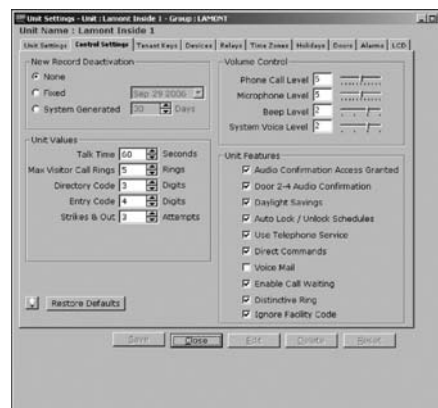 Unit Settings - Unit : Lamont Inside 1 - Group : LAMONT
Unit Name : Lamont Inside 1
Unit Settings Control Settings Tenant Keys Devices Relays Time Zones Holidays Doors Alarms LCD
New Record Deactivation
None
Fixed Sep 29 2006
System Generated 30 Days
Unit Values
Talk Time 60 Seconds
Max Visitor Call Rings 5 Rings
Directory Code 3 Digits
Entry Code 4 Digits
Strikes & Out 3 Attempts
Restore Defaults
Volume Control
Phone Call Level 5
Microphone Level 5
Beep Level 2
System Voice Level 2
Unit Features
Audio Confirmation Access Granted
Door 2-4 Audio Confirmation
Daylight Savings
Auto Lock / Unlock Schedules
Use Telephone Service
Direct Commands
Voice Mail
Enable Call Waiting
Distinctive Ring
Ignore Facility Code
Save Close Edit Delete Reset